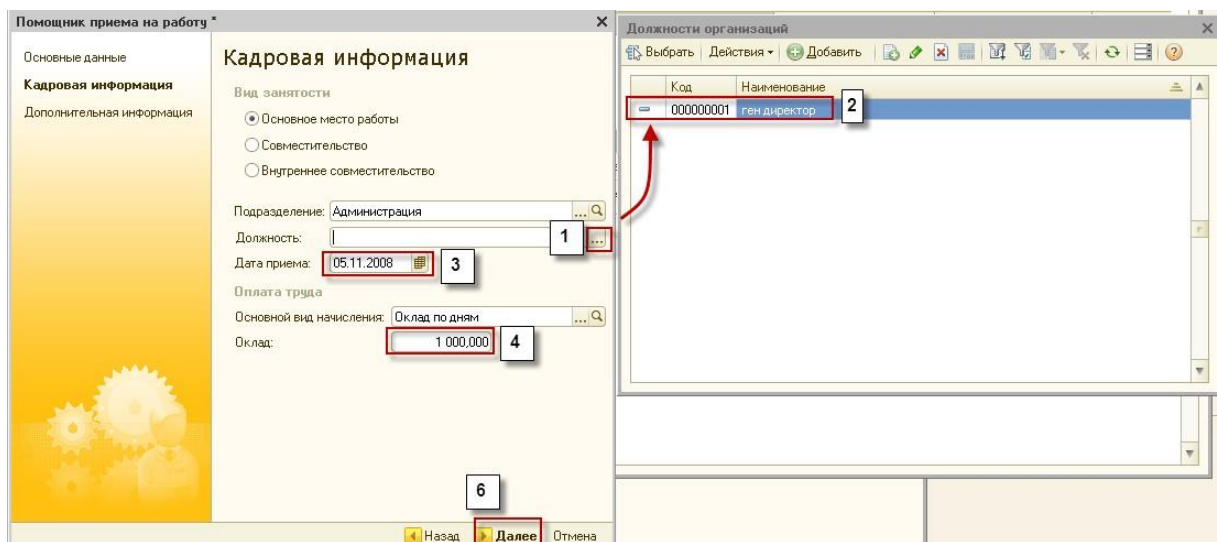 Помощник приема на работу *
Основные данные
Кадровая информация
Дополнительная информация
Кадровая информация
Вид занятости
Основное место работы
Совместительство
Внутреннее совместительство
Подразделение: Администрация ...
Должность: 1 ...
Дата приема: 05.11.2008 3
Оплата труда
Основной вид начисления: Оклад по дням ...
Оклад: 1 000,000 4
6
Назад Далее Отмена
Должности организаций
Выбрать Действия Добавить
Код Наименование
000000001 ген директор 2